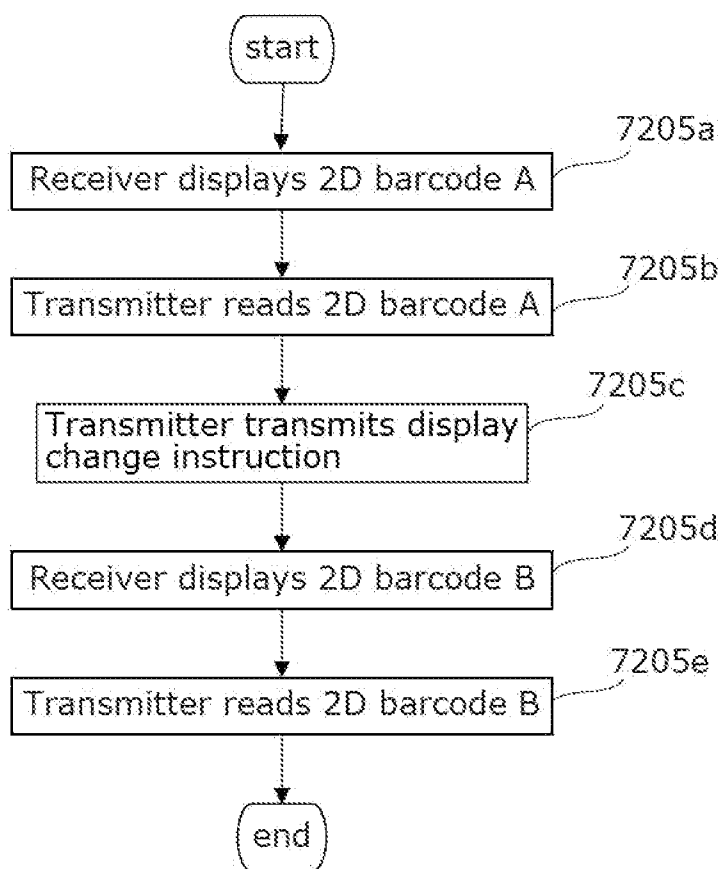 start
7205a
Receiver displays 2D barcode A
7205b
Transmitter reads 2D barcode A
7205c
Transmitter transmits display
change instruction
7205d
Receiver displays 2D barcode B
7205e
Transmitter reads 2D barcode B
end